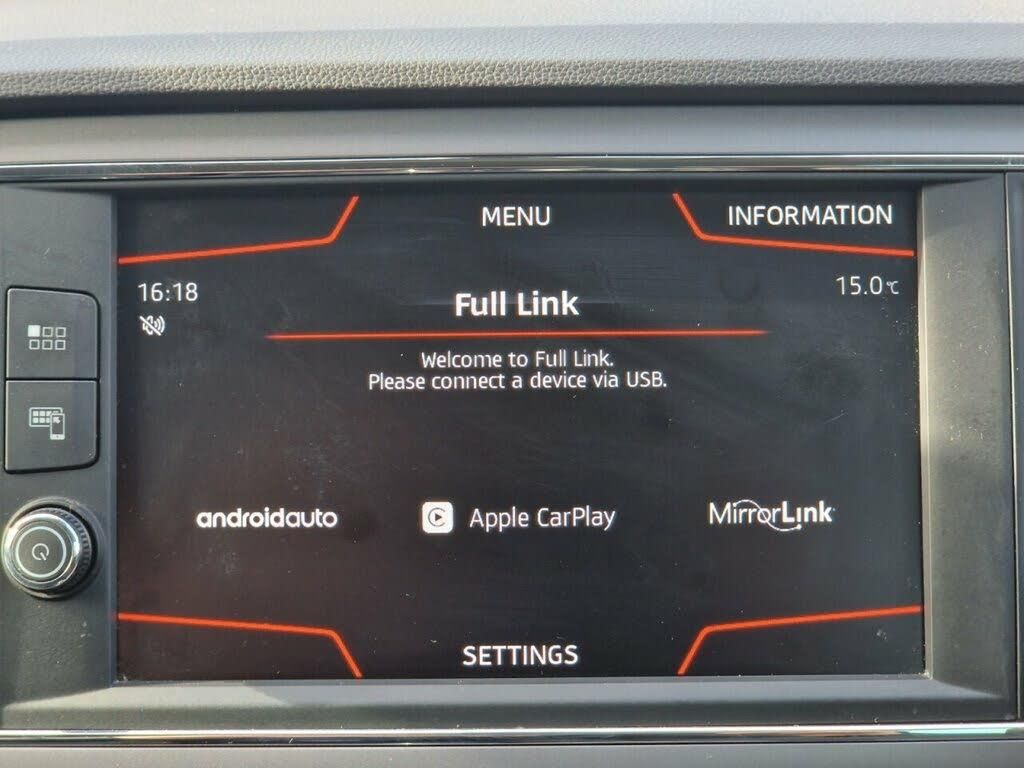 MENU
INFORMATION
16:18
15.0°C
Full Link
Welcome to Full Link.
Please connect a device via USB.
androidauto
Apple CarPlay
MirrorLink
SETTINGS